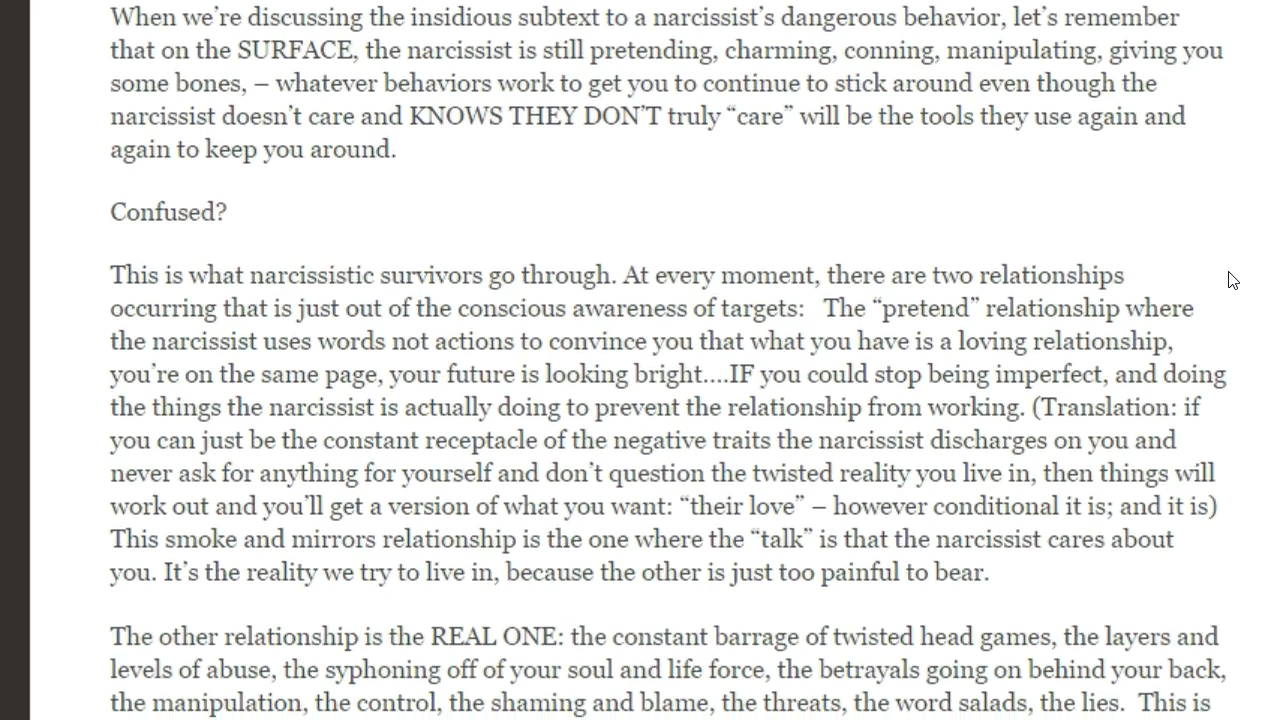 When we’re discussing the insidious subtext to a narcissist’s dangerous behavior, let’s remember
that on the SURFACE, the narcissist is still pretending, charming, conning, manipulating, giving you
some bones, – whatever behaviors work to get you to continue to stick around even though the
narcissist doesn’t care and KNOWS THEY DON’T truly “care” will be the tools they use again and
again to keep you around.
Confused?
This is what narcissistic survivors go through. At every moment, there are two relationships
occurring that is just out of the conscious awareness of targets:   The “pretend” relationship where
the narcissist uses words not actions to convince you that what you have is a loving relationship,
you’re on the same page, your future is looking bright….IF you could stop being imperfect, and doing
the things the narcissist is actually doing to prevent the relationship from working. (Translation: if
you can just be the constant receptacle of the negative traits the narcissist discharges on you and
never ask for anything for yourself and don’t question the twisted reality you live in, then things will
work out and you’ll get a version of what you want: “their love” – however conditional it is; and it is)
This smoke and mirrors relationship is the one where the “talk” is that the narcissist cares about
you. It’s the reality we try to live in, because the other is just too painful to bear.
The other relationship is the REAL ONE: the constant barrage of twisted head games, the layers and
levels of abuse, the syphoning off of your soul and life force, the betrayals going on behind your back,
the manipulation, the control, the shaming and blame, the threats, the word salads, the lies.  This is